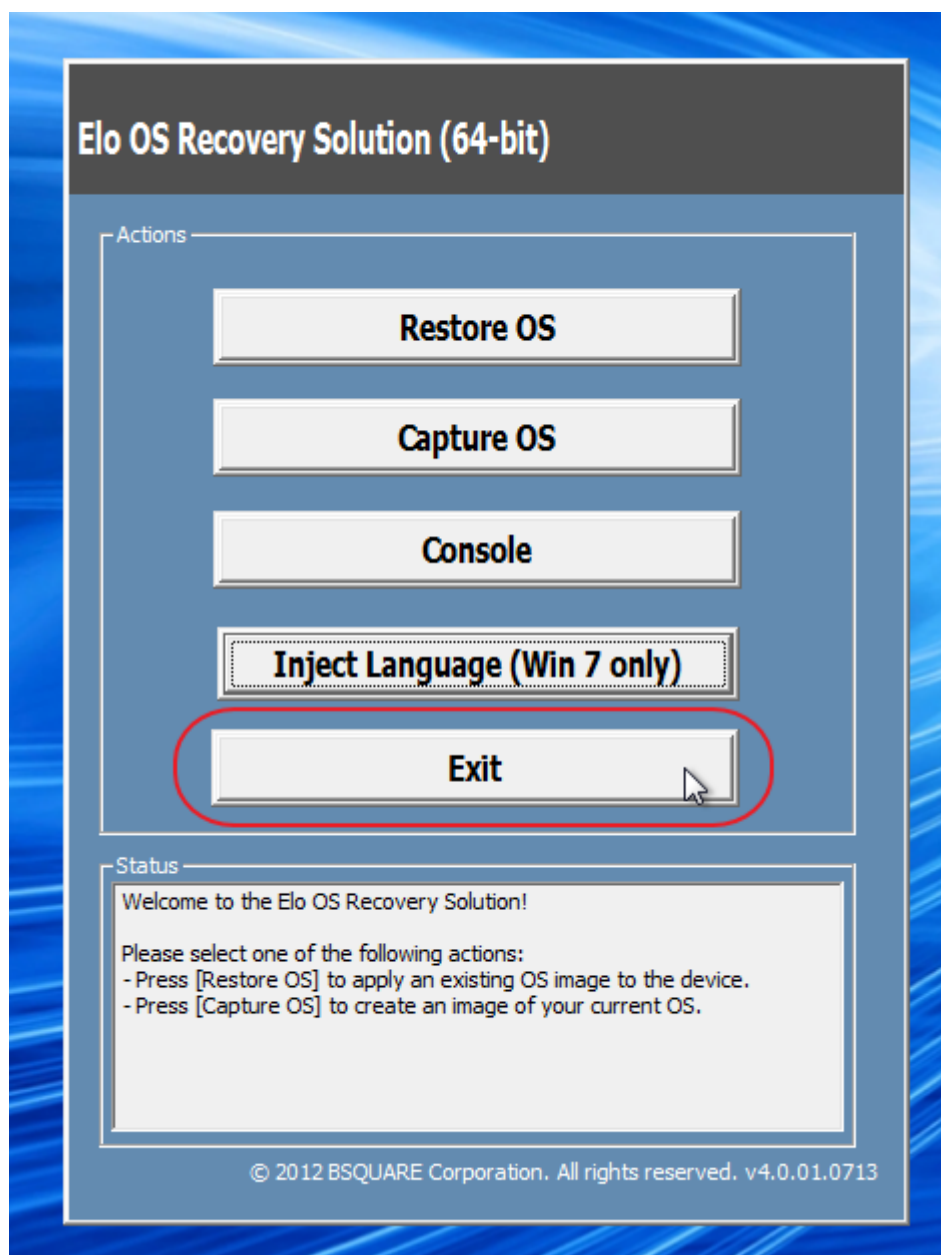 Elo OS Recovery Solution (64-bit)
Actions
Restore OS
Capture OS
Console
Inject Language (Win 7 only)
Exit
Status
Welcome to the Elo OS Recovery Solution!
Please select one of the following actions:
- Press [Restore OS] to apply an existing OS image to the device.
- Press [Capture OS] to create an image of your current OS.
© 2012 BSQUARE Corporation. All rights reserved. v4.0.01.0713